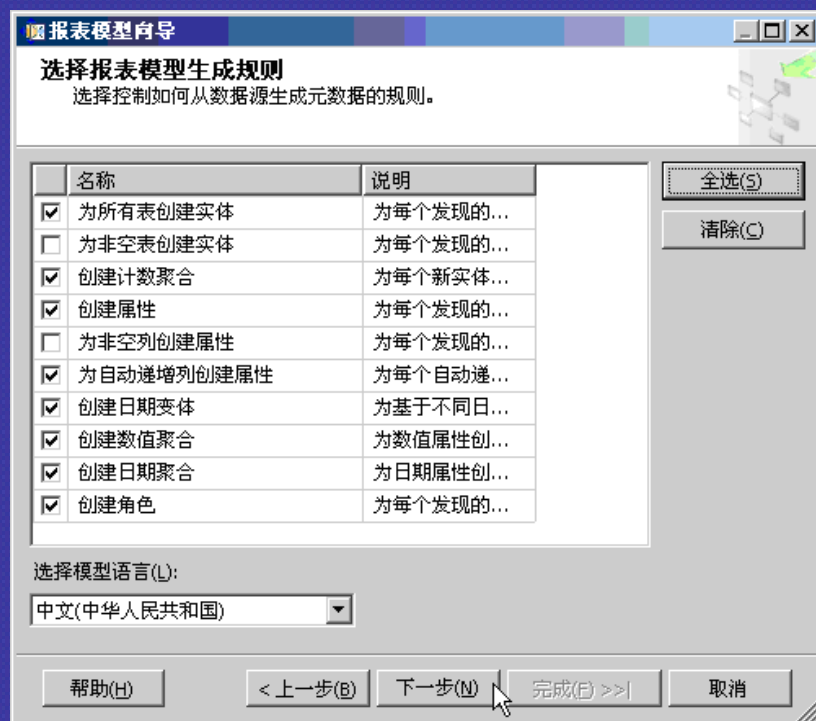 报表模型向导
选择报表模型生成规则
选择控制如何从数据源生成元数据的规则。
名称 说明
为所有表创建实体 为每个发现的...
为非空表创建实体 为每个发现的...
创建计数聚合 为每个新实体...
创建属性 为每个发现的...
为非空列创建属性 为每个发现的...
为自动递增列创建属性 为每个自动递...
创建日期变体 为基于不同日...
创建数值聚合 为数值属性创...
创建日期聚合 为日期属性创...
创建角色 为每个发现的...
全选(S)
清除(C)
选择模型语言(L):
中文(中华人民共和国)
帮助(H) < 上一步(B) 下一步(N) 完成(F) >>| 取消